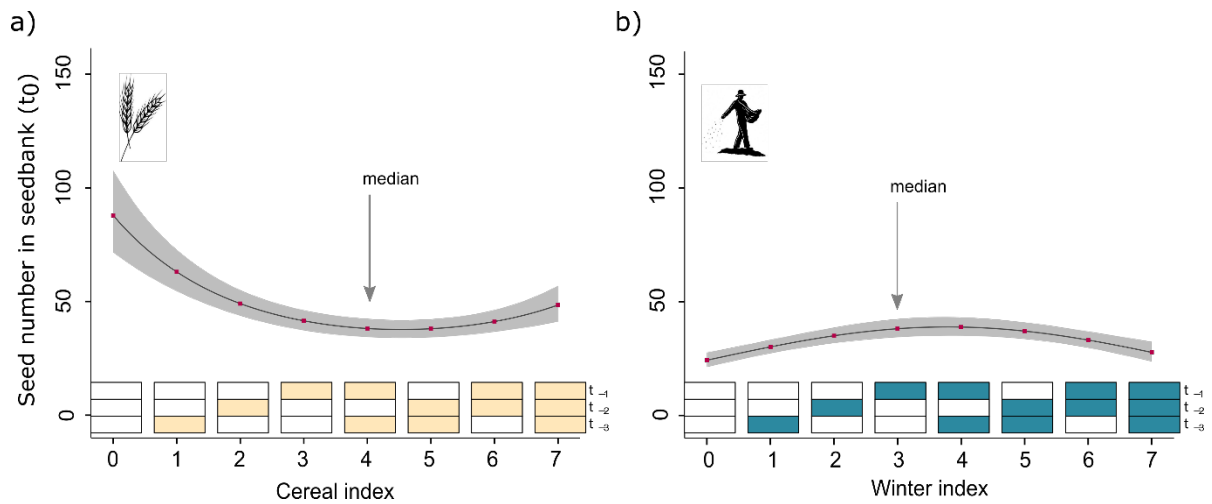 a)
Seed number in seedbank (t0)
150
100
50
0
median
t –1
t –2
t –3
0 1 2 3 4 5 6 7
Cereal index
b)
150
100
50
0
median
t –1
t –2
t –3
0 1 2 3 4 5 6 7
Winter index